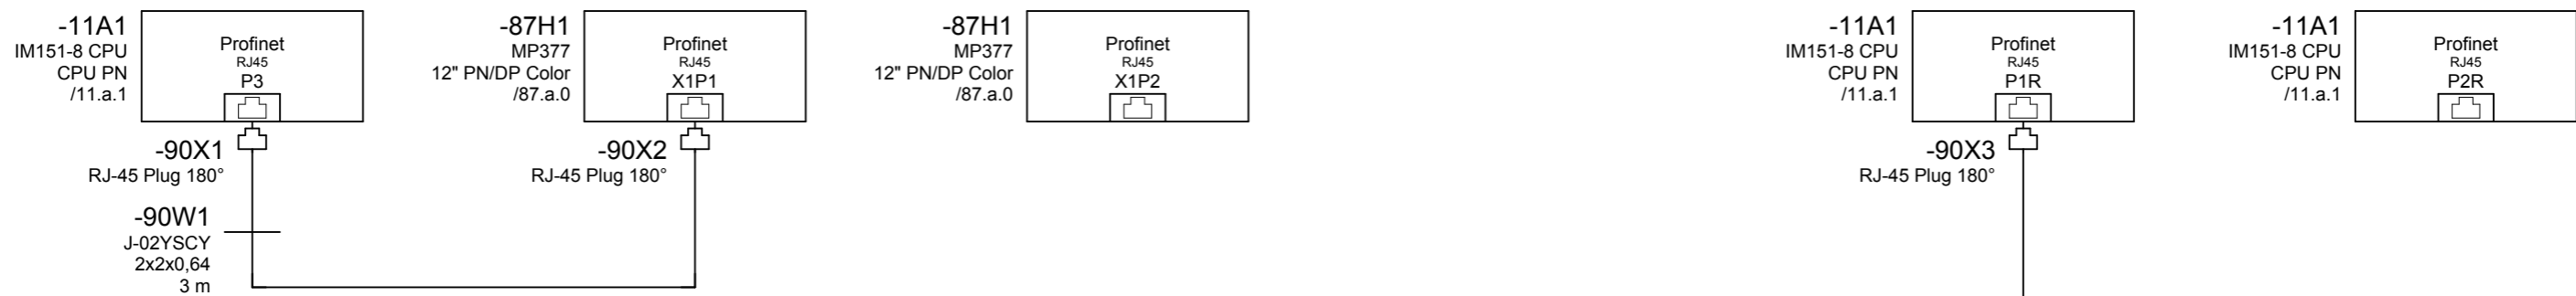 -11A1
IM151-8 CPU
CPU PN
/11.a.1
Profinet
RJ45
P3
-90X1
RJ-45 Plug 180°
-90W1
J-02YSCY
2x2x0,64
3 m
-87H1
MP377
12" PN/DP Color
/87.a.0
Profinet
RJ45
X1P1
-90X2
RJ-45 Plug 180°
-87H1
MP377
12" PN/DP Color
/87.a.0
Profinet
RJ45
X1P2
-11A1
IM151-8 CPU
CPU PN
/11.a.1
Profinet
RJ45
P1R
-90X3
RJ-45 Plug 180°
-11A1
IM151-8 CPU
CPU PN
/11.a.1
Profinet
RJ45
P2R